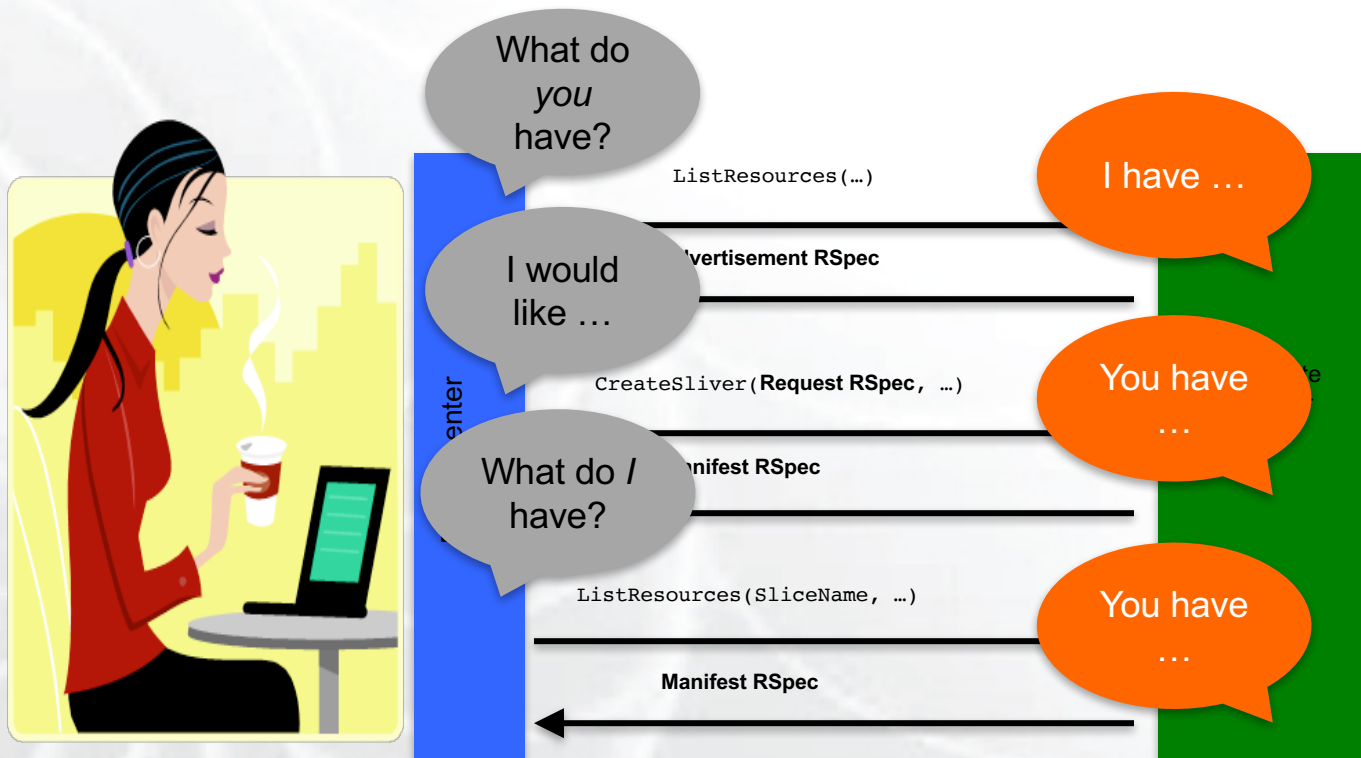 What do
you
have?
ListResources(…)
I have …
vertisement RSpec
I would
like …
CreateSliver(Request RSpec, …)
You have
…
What do I
have?
nifest RSpec
ListResources(SliceName, …)
You have
…
Manifest RSpec